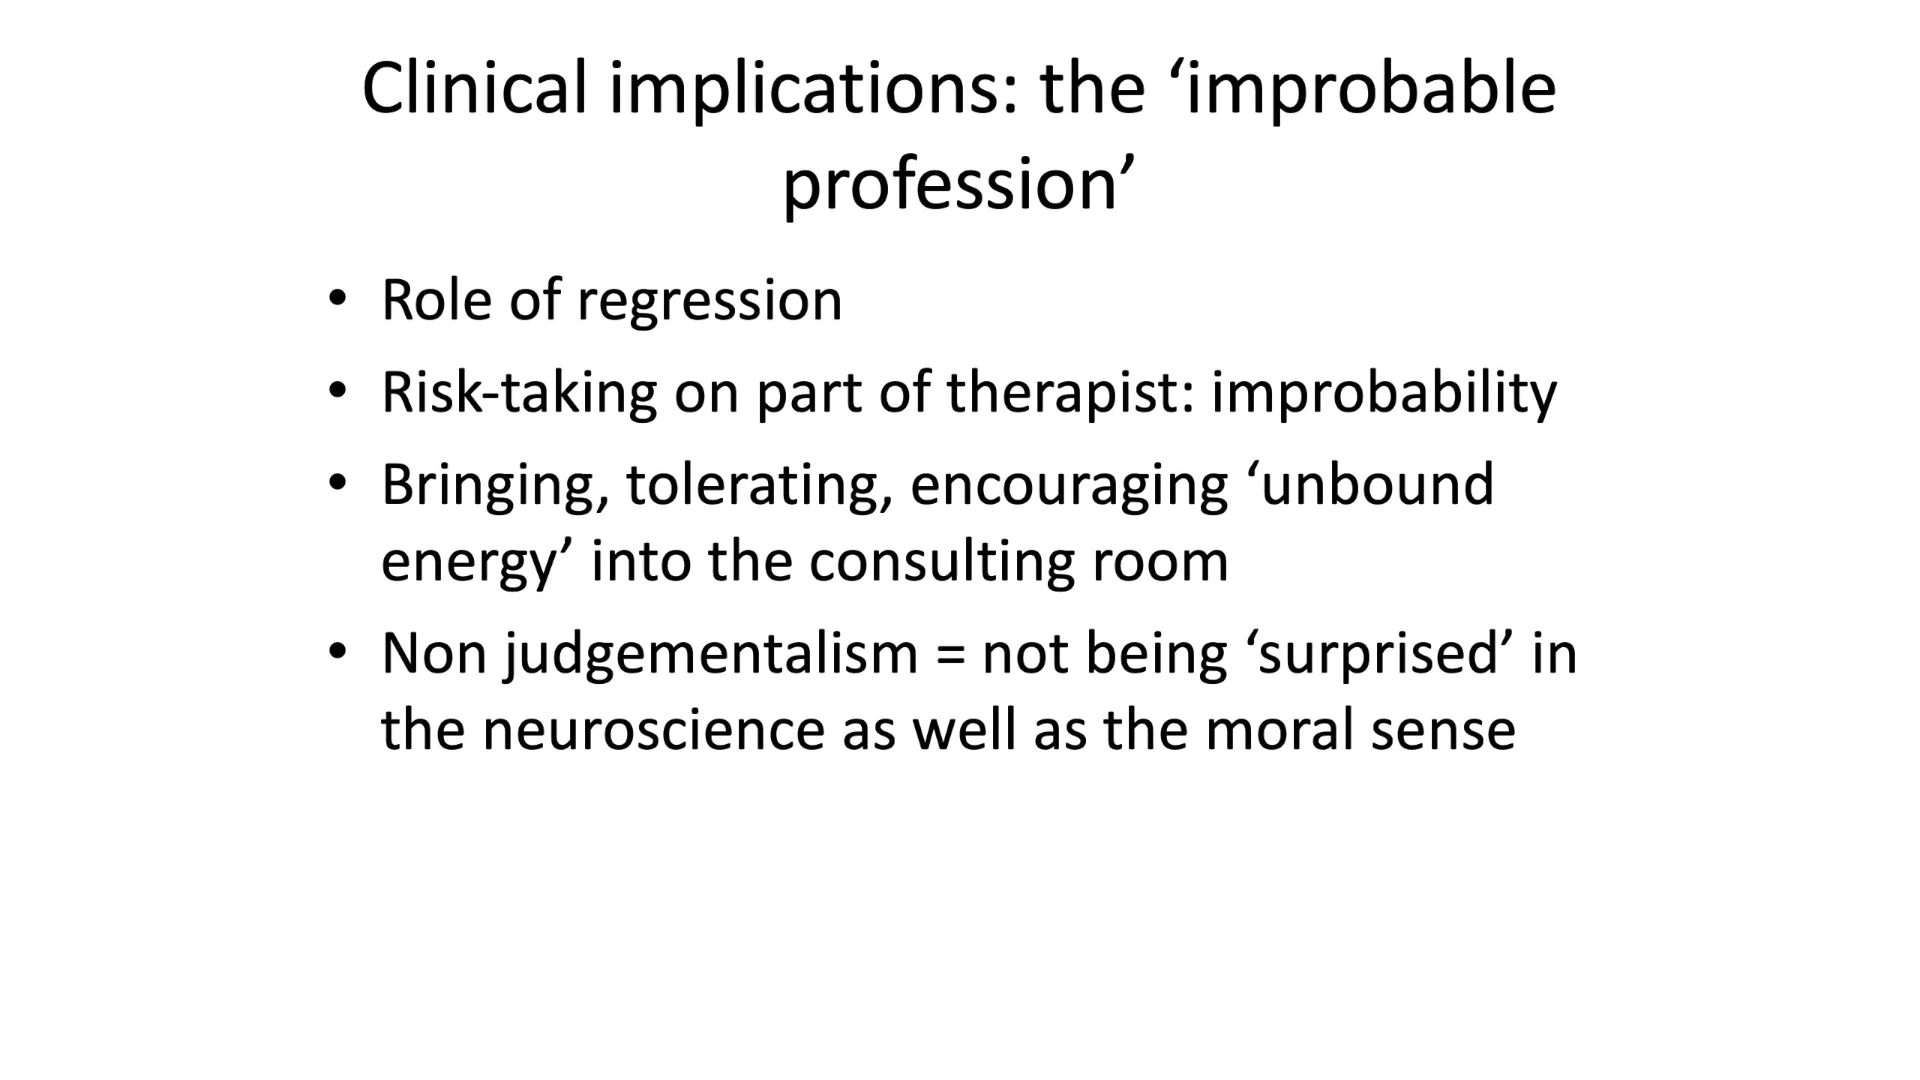 Clinical implications: the ‘improbable
profession’
• Role of regression
• Risk-taking on part of therapist: improbability
• Bringing, tolerating, encouraging ‘unbound
energy’ into the consulting room
• Non judgementalism = not being ‘surprised’ in
the neuroscience as well as the moral sense